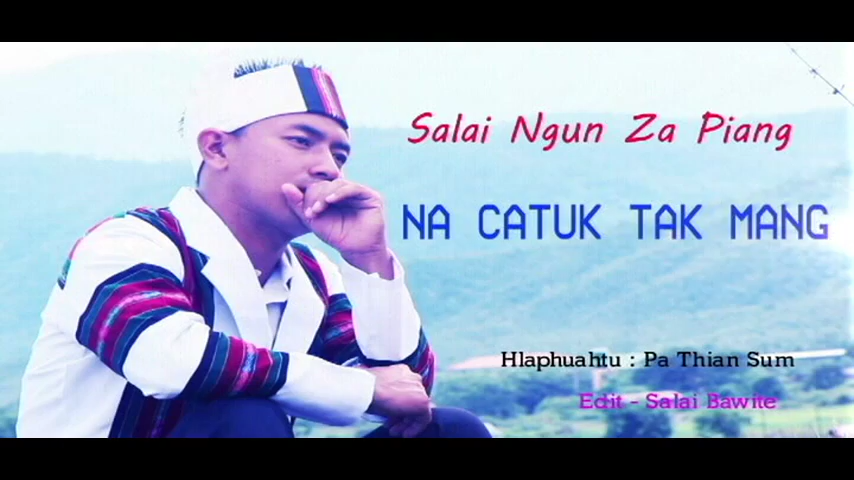 Salai Ngun Za Piang
NA CATUK TAK MANG
Hlaphuahtu : Pa Thian Sum
Edit - Salai Bawite